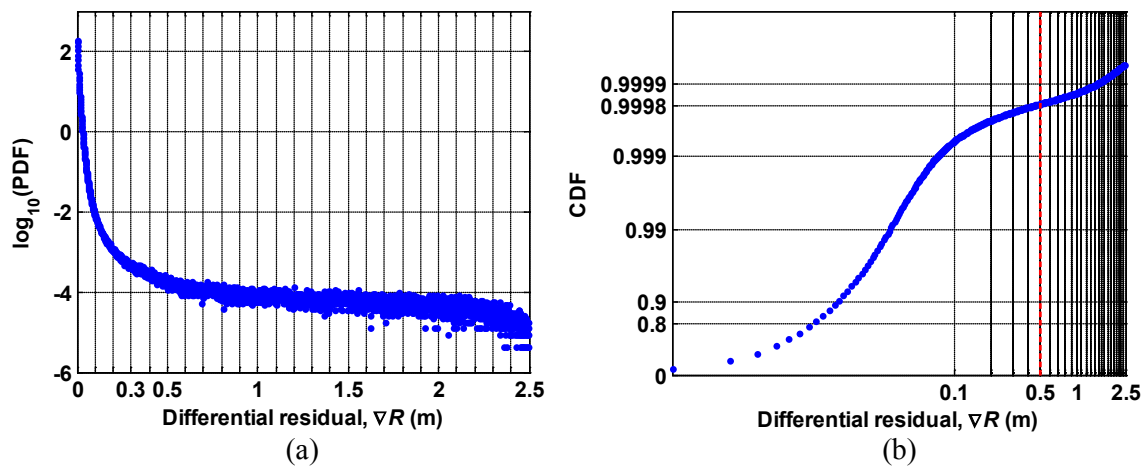 2
0
-2
-4
-6
log10(PDF)
0 0.3 0.5 1 1.5 2 2.5
Differential residual, ∇R (m)
(a)
0.9999
0.9998
0.999
0.99
0.9
0.8
0
CDF
0.1 0.5 1 2.5
Differential residual, ∇R (m)
(b)